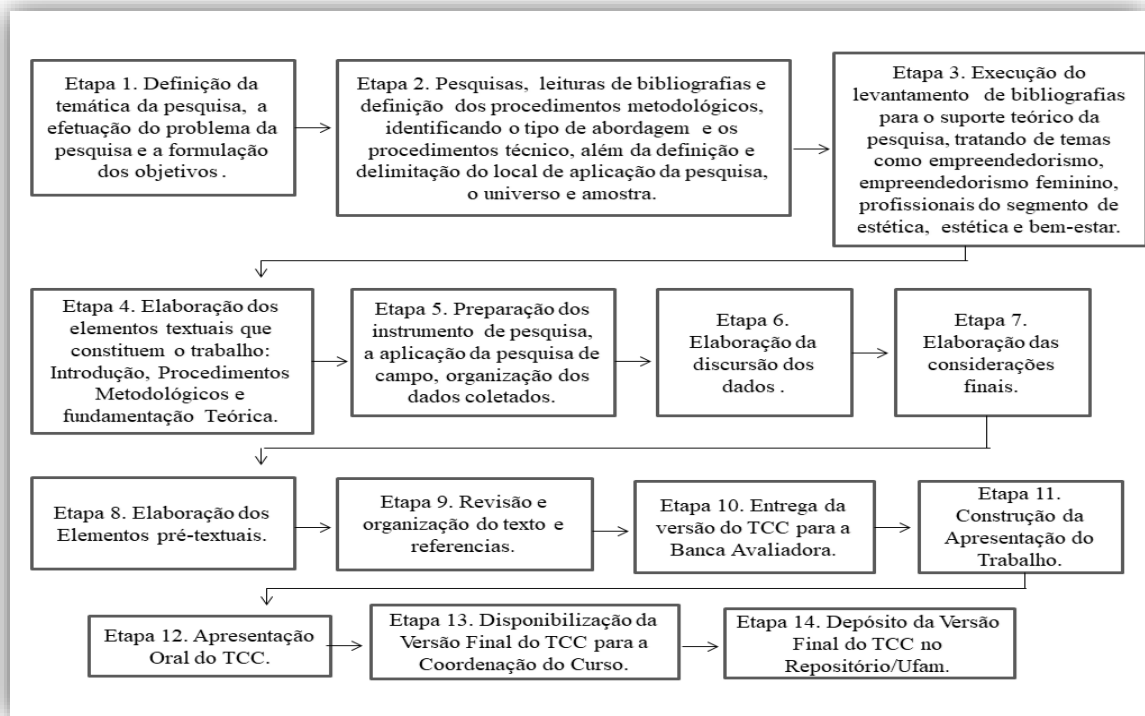 Etapa 1. Definição da
temática da pesquisa, a
efetuação do problema da
pesquisa e a formulação
dos objetivos .
Etapa 2. Pesquisas, leituras de bibliografias e
definição dos procedimentos metodológicos,
identificando o tipo de abordagem e os
procedimentos técnico, além da definição e
delimitação do local de aplicação da pesquisa,
o universo e amostra.
Etapa 3. Execução do
levantamento de bibliografias
para o suporte teórico da
pesquisa, tratando de temas
como empreendedorismo,
empreendedorismo feminino,
profissionais do segmento de
estética, estética e bem-estar.
Etapa 4. Elaboração dos
elementos textuais que
constituem o trabalho:
Introdução, Procedimentos
Metodológicos e
fundamentação Teórica.
Etapa 5. Preparação dos
instrumento de pesquisa,
a aplicação da pesquisa de
campo, organização dos
dados coletados.
Etapa 6.
Elaboração da
discursão dos
dados .
Etapa 7.
Elaboração das
considerações
finais.
Etapa 8. Elaboração dos
Elementos pré-textuais.
Etapa 9. Revisão e
organização do texto e
referencias.
Etapa 10. Entrega da
versão do TCC para a
Banca Avaliadora.
Etapa 11.
Construção da
Apresentação do
Trabalho.
Etapa 12. Apresentação
Oral do TCC.
Etapa 13. Disponibilização da
Versão Final do TCC para a
Coordenação do Curso.
Etapa 14. Depósito da Versão
Final do TCC no
Repositório/Ufam.